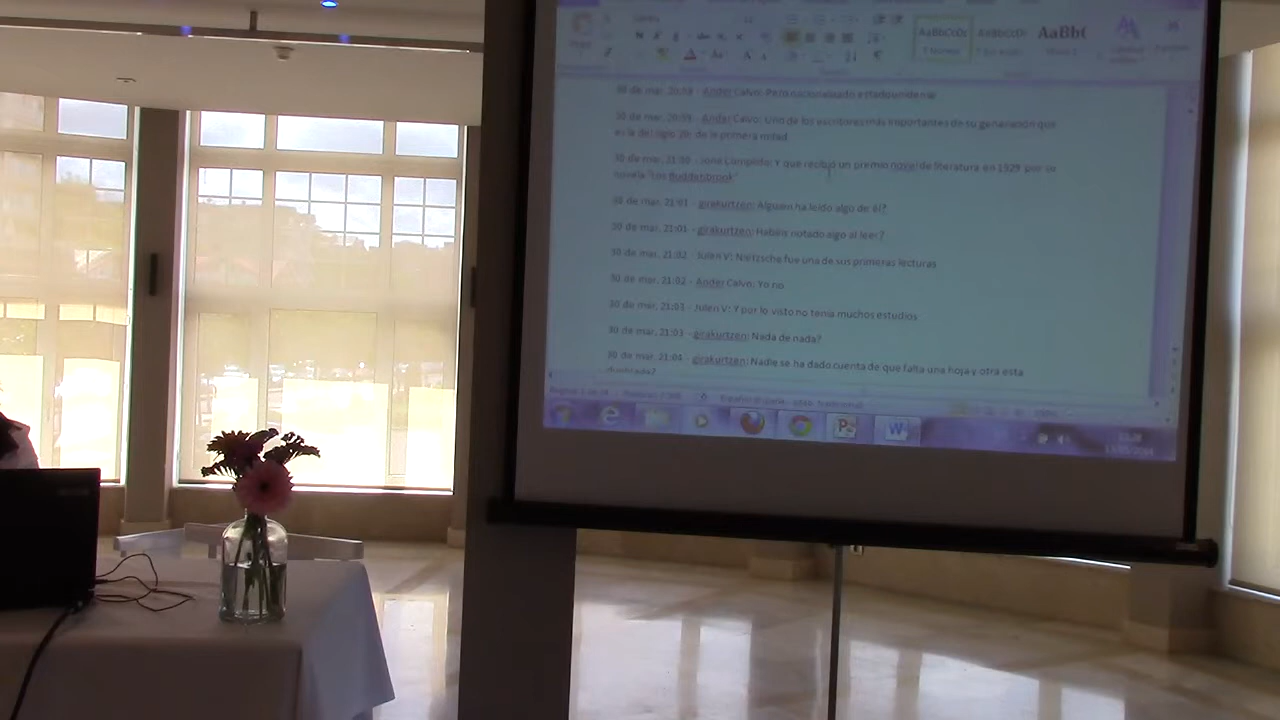 AaBbCcDc AaBbCcDc AaBbC
30 de mar, 20:58 - Ander Calvo: Pero nacionalizado estadounidense
30 de mar, 20:59 - Ander Calvo: Uno de los escritores más importantes de su generación que
es la del siglo 20, de la primera mitad
30 de mar, 21:00 - Jone Cumplido: Y que recibió un premio novel de literatura en 1929 por su
novela "Los Buddenbrook"
30 de mar, 21:01 - girakurtzen: Alguien ha leído algo de él?
30 de mar, 21:01 - girakurtzen: Habéis notado algo al leer?
30 de mar, 21:02 - Julen V: Nietzsche fue una de sus primeras lecturas
30 de mar, 21:02 - Ander Calvo: Yo no
30 de mar, 21:03 - Julen V: Y por lo visto no tenía muchos estudios
30 de mar, 21:03 - girakurtzen: Nada de nada?
30 de mar, 21:04 - girakurtzen: Nadie se ha dado cuenta de que falta una hoja y otra esta
duplicada?